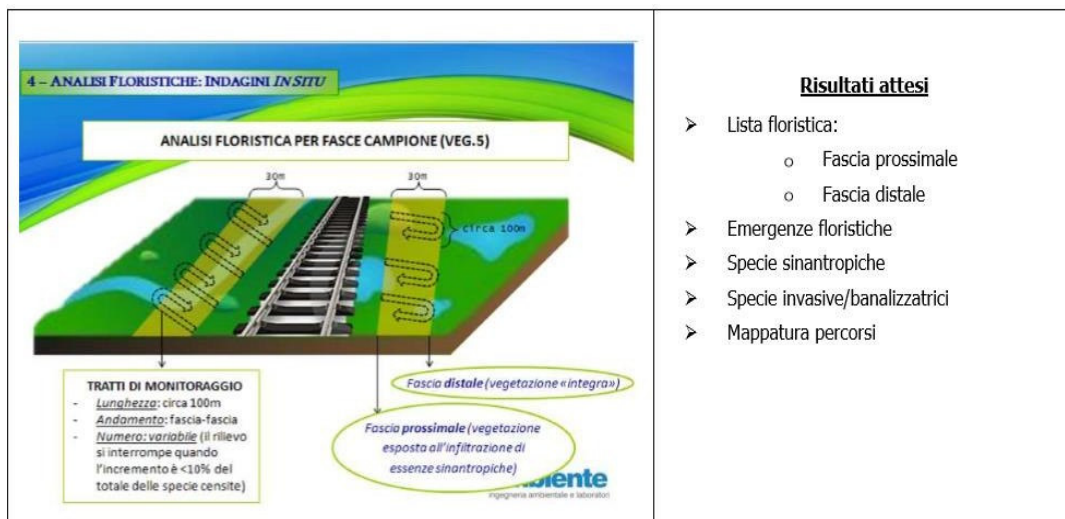 4 – ANALISI FLORISTICHE: INDAGINI IN SITU
ANALISI FLORISTICA PER FASCE CAMPIONE (VEG.5)
30m
30m
circa 100m
TRATTI DI MONITORAGGIO
- Lunghezza: circa 100m
- Andamento: fascia-fascia
- Numero: variabile (il rilievo
si interrompe quando
l'incremento è <10% del
totale delle specie censite)
Fascia distale (vegetazione «integra»)
Fascia prossimale (vegetazione
esposta all'infiltrazione di
essenze sinantropiche)
ingegneria ambientale e laboratori
Risultati attesi
➢ Lista floristica:
o Fascia prossimale
o Fascia distale
➢ Emergenze floristiche
➢ Specie sinantropiche
➢ Specie invasive/banalizzatrici
➢ Mappatura percorsi